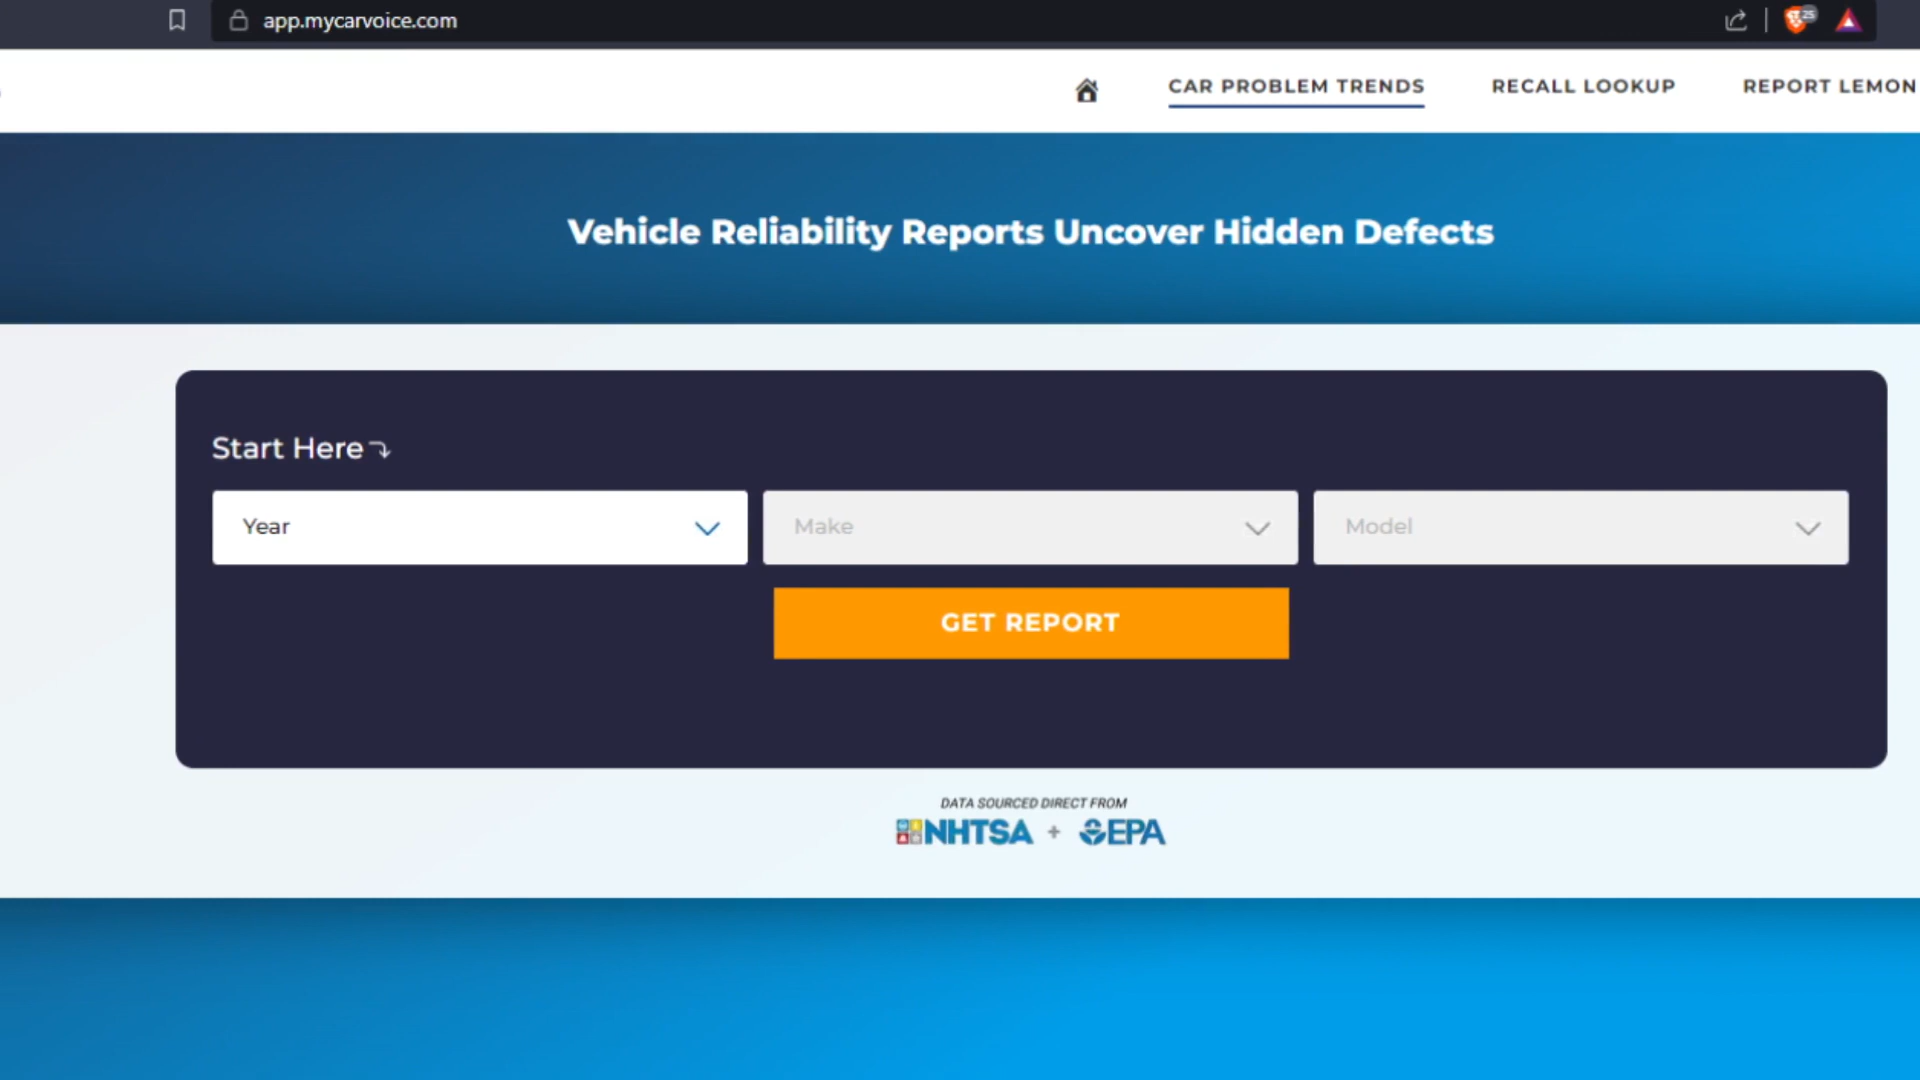 app.mycarvoice.com
25
CAR PROBLEM TRENDS
RECALL LOOKUP
REPORT LEMON
Vehicle Reliability Reports Uncover Hidden Defects
Start Here
Year
Make
Model
GET REPORT
DATA SOURCED DIRECT FROM
NHTSA + EPA